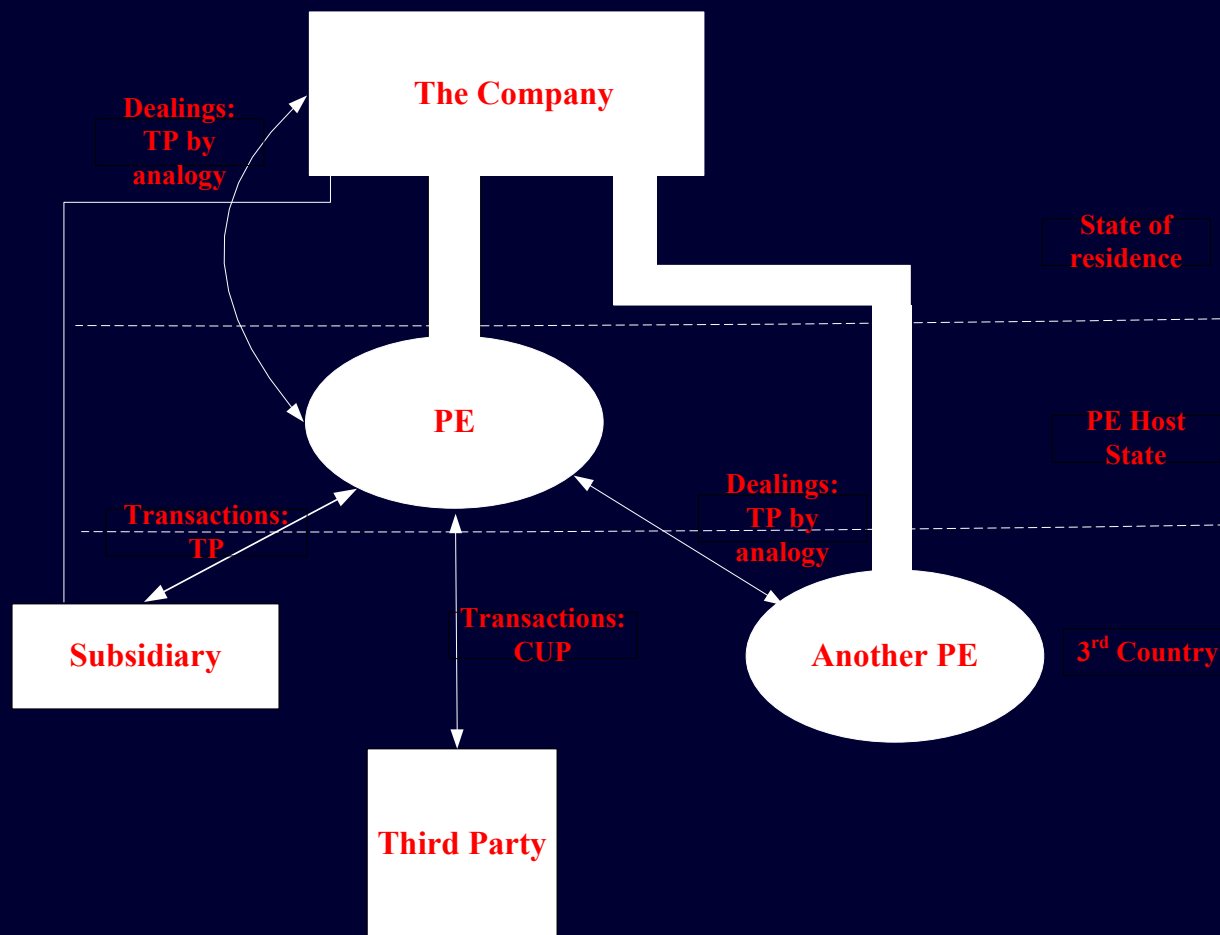 The Company
Dealings:
TP by
analogy
State of
residence
PE
PE Host
State
Dealings:
TP by
analogy
Transactions:
TP
Transactions:
CUP
Subsidiary
Another PE
3rd Country
Third Party